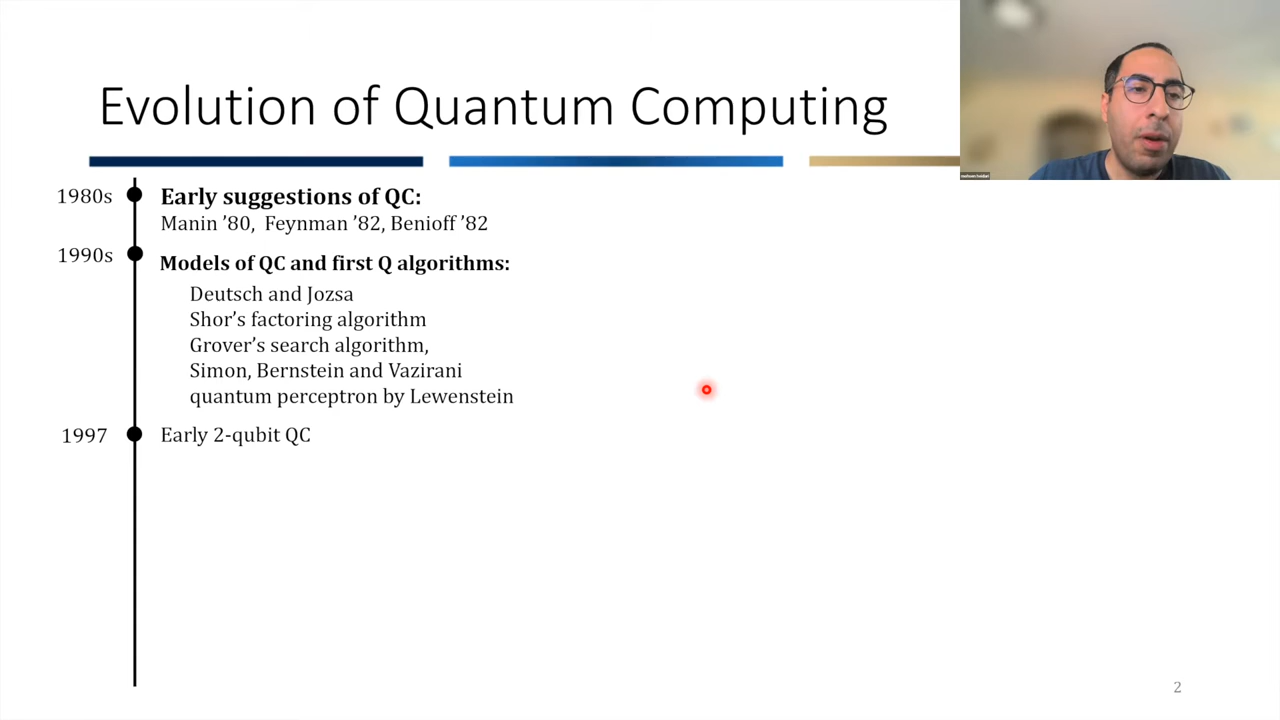 Evolution of Quantum Computing
1980s
Early suggestions of QC:
Manin ’80, Feynman ’82, Benioff ’82
1990s
Models of QC and first Q algorithms:
Deutsch and Jozsa
Shor’s factoring algorithm
Grover’s search algorithm,
Simon, Bernstein and Vazirani
quantum perceptron by Lewenstein
1997
Early 2-qubit QC
2